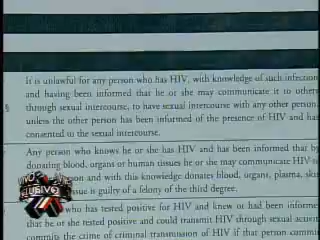 It is unlawful for any person who has HIV, with knowledge of such infection
and having been informed that he or she may communicate it to others
§ through sexual intercourse, to have sexual intercourse with any other person,
unless the other person has been informed of the presence of HIV and has
consented to the sexual intercourse.
Any person who knows he or she has HIV and has been informed that by
donating blood, organs or human tissues he or she may communicate HIV to
and with this knowledge donates blood, organs, plasma, skin
issue is guilty of a felony of the third degree.
who has tested positive for HIV and knew or had been informed
that he or she tested positive and could transmit HIV through sexual activity
commits the crime of criminal transmission of HIV if that person commits